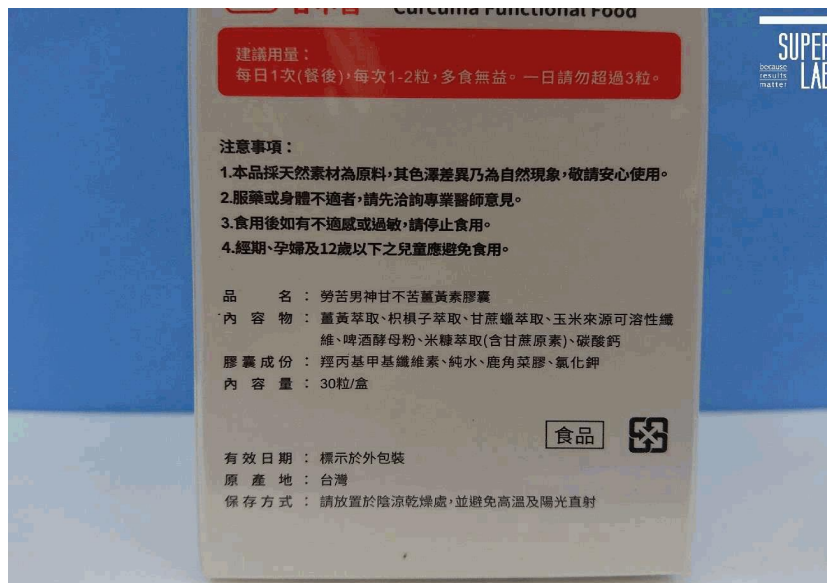 Curcuma Functional Food
SUPER
LAB
because
results
matter
建議用量：
每日1次(餐後)，每次1-2粒，多食無益。一日請勿超過3粒。
注意事項：
1.本品採天然素材為原料，其色澤差異乃為自然現象，敬請安心使用。
2.服藥或身體不適者，請先洽詢專業醫師意見。
3.食用後如有不適感或過敏，請停止食用。
4.經期、孕婦及12歲以下之兒童應避免食用。
品名：勞苦男神甘不苦薑黃素膠囊
內容物：薑黃萃取、枳椇子萃取、甘蔗蠟萃取、玉米來源可溶性纖
維、啤酒酵母粉、米糠萃取(含甘蔗原素)、碳酸鈣
膠囊成份：羥丙基甲基纖維素、純水、鹿角菜膠、氯化鉀
內容量：30粒/盒
食品
有效日期：標示於外包裝
原產地：台灣
保存方式：請放置於陰涼乾燥處，並避免高溫及陽光直射